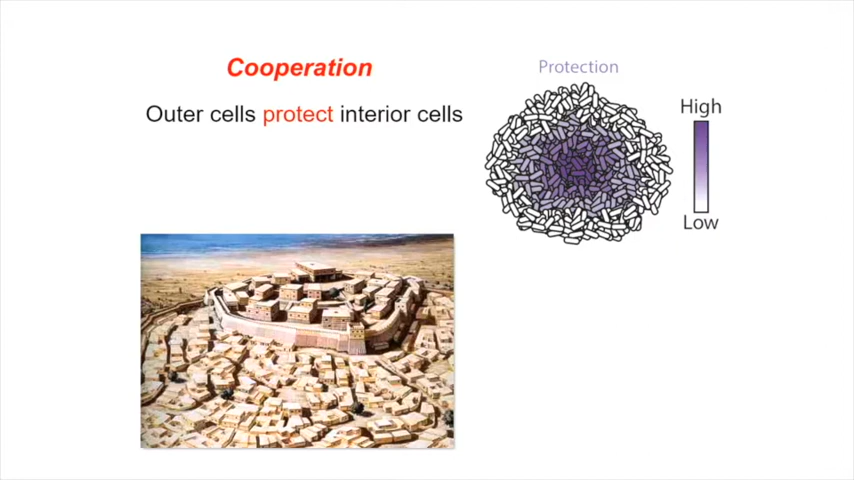 Cooperation
Outer cells protect interior cells
Protection
High
Low